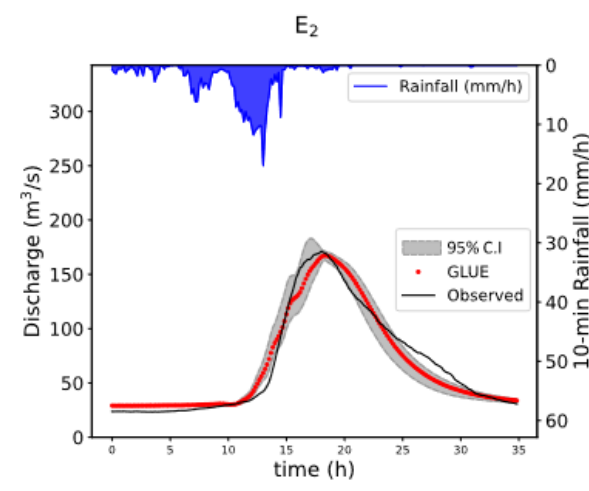 E₂
Rainfall (mm/h)
95% C.I
GLUE
Observed
Discharge (m³/s)
0
50
100
150
200
250
300
10-min Rainfall (mm/h)
0
10
20
30
40
50
60
0 5 10 15 20 25 30 35
time (h)